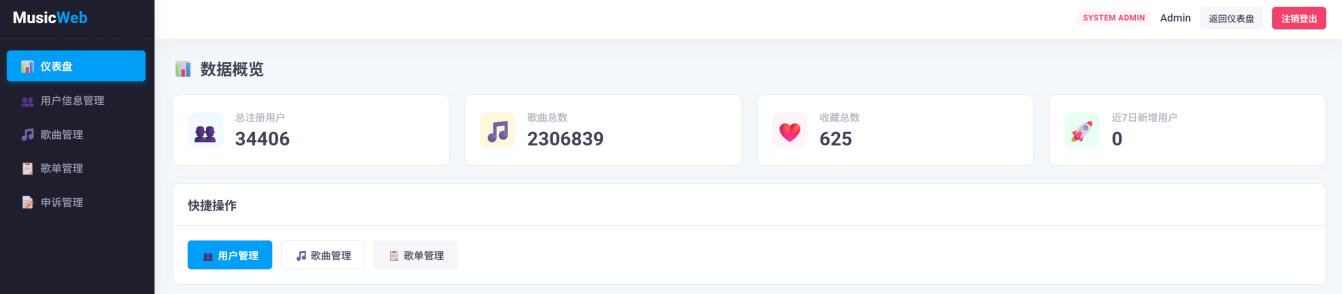 MusicWeb
SYSTEM ADMIN Admin 返回仪表盘 注销登出
仪表盘
用户信息管理
歌曲管理
歌单管理
申诉管理
数据概览
总注册用户
34406
歌曲总数
2306839
收藏总数
625
近7日新增用户
0
快捷操作
用户管理 歌曲管理 歌单管理